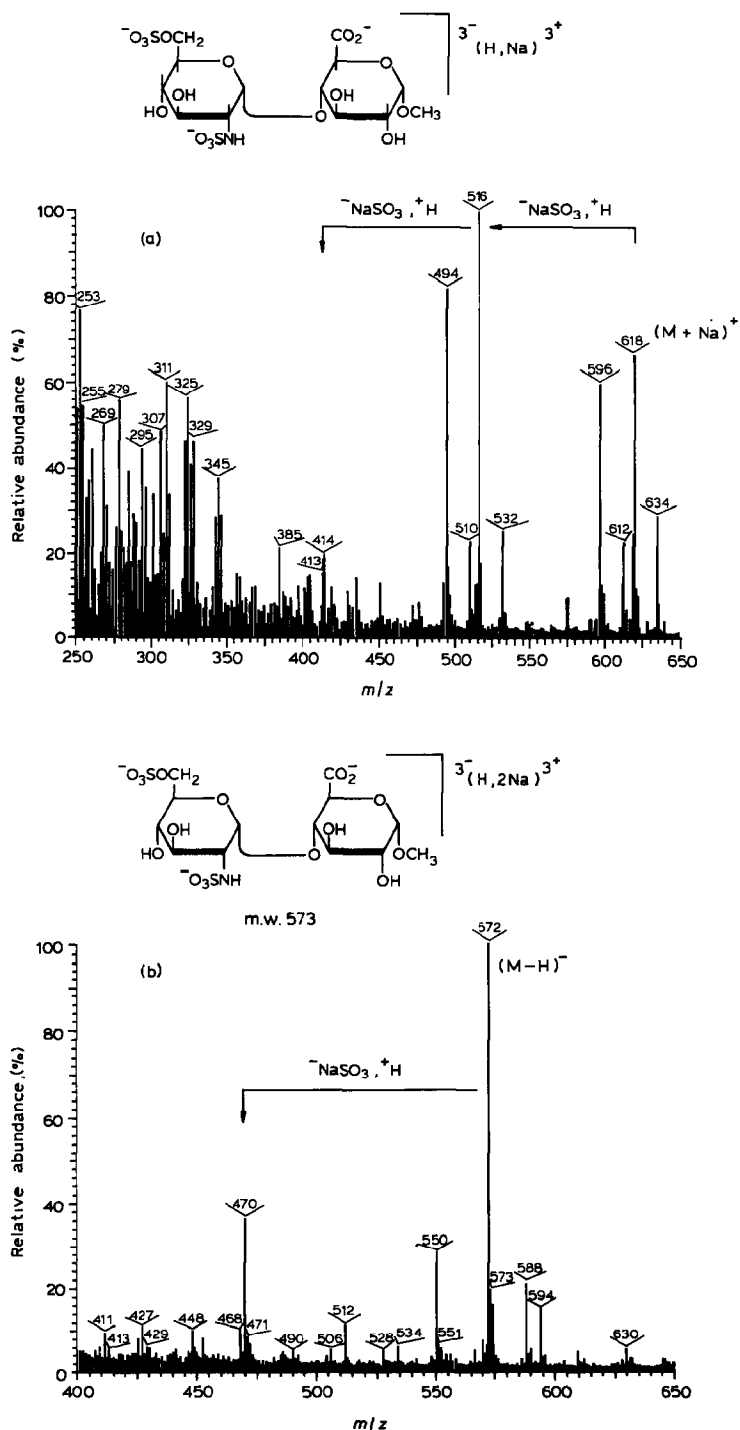 ⁻O₃SOCH₂ CO₂⁻ 3⁻ (H,Na) 3⁺
O O
OH OH
HO O OCH₃
⁻O₃SNH OH
516
100 ⁻NaSO₃, ⁺H ⁻NaSO₃, ⁺H
(a)
494
80
253
618 (M + Na)⁺
60 311 596
255 279 325
269 307 329
295
40
345
634
385 510 532 612
20 414
413
0
250 300 350 400 450 500 550 600 650
Relative abundance (%)
m/z
⁻O₃SOCH₂ CO₂⁻ 3⁻ (H,2Na) 3⁺
O O
OH OH
HO O OCH₃
⁻O₃SNH OH
m.w. 573
572
100
(b) (M−H)⁻
80
⁻NaSO₃, ⁺H
60
40
470
550
20 588
573
594
411 427 448 468 512
413 429 471 490 506 528 534 551 630
0
400 450 500 550 600 650
Relative abundance, (%)
m/z